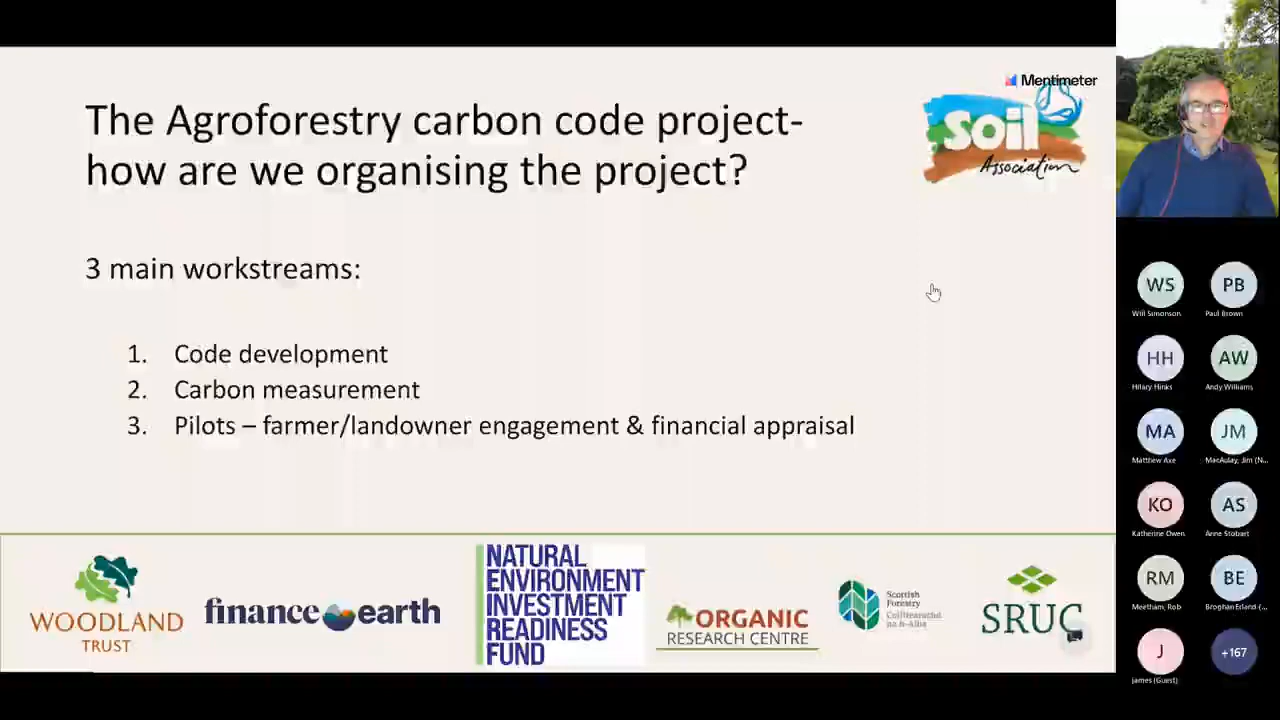 The Agroforestry carbon code project-
how are we organising the project?
Mentimeter
soil
Association
3 main workstreams:
1. Code development
2. Carbon measurement
3. Pilots – farmer/landowner engagement & financial appraisal
WOODLAND
TRUST
finance earth
NATURAL
ENVIRONMENT
INVESTMENT
READINESS
FUND
ORGANIC
RESEARCH CENTRE
Scottish
Forestry
Coilltearachd
na h-Alba
SRUC
WS PB
Will Simonson Paul Brown
HH AW
Hilary Hinks Andy Williams
MA JM
Matthew Axe MacAulay, Jim (N...
KO AS
Katherine Owen Anne Stobart
RM BE
Meetham, Rob Brophan Erland (...
J +167
james (Guest)